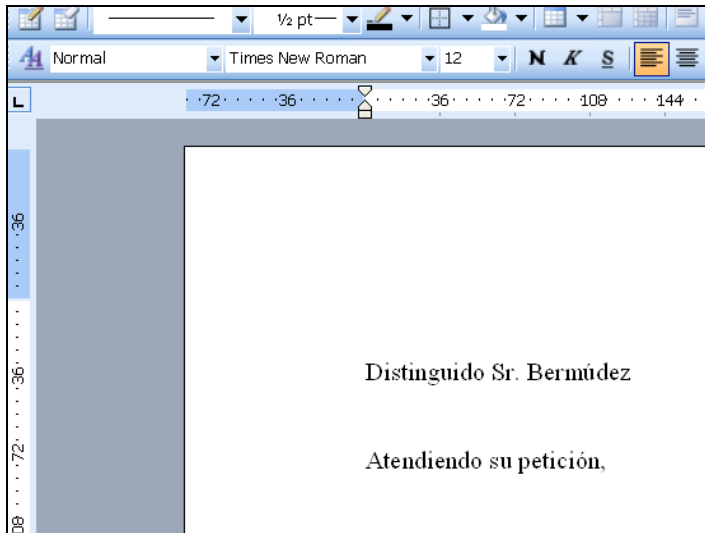 ½ pt
Normal Times New Roman 12 N K S
L
72 36 36 72 108 144
36
36
72
Distinguido Sr. Bermúdez
Atendiendo su petición,